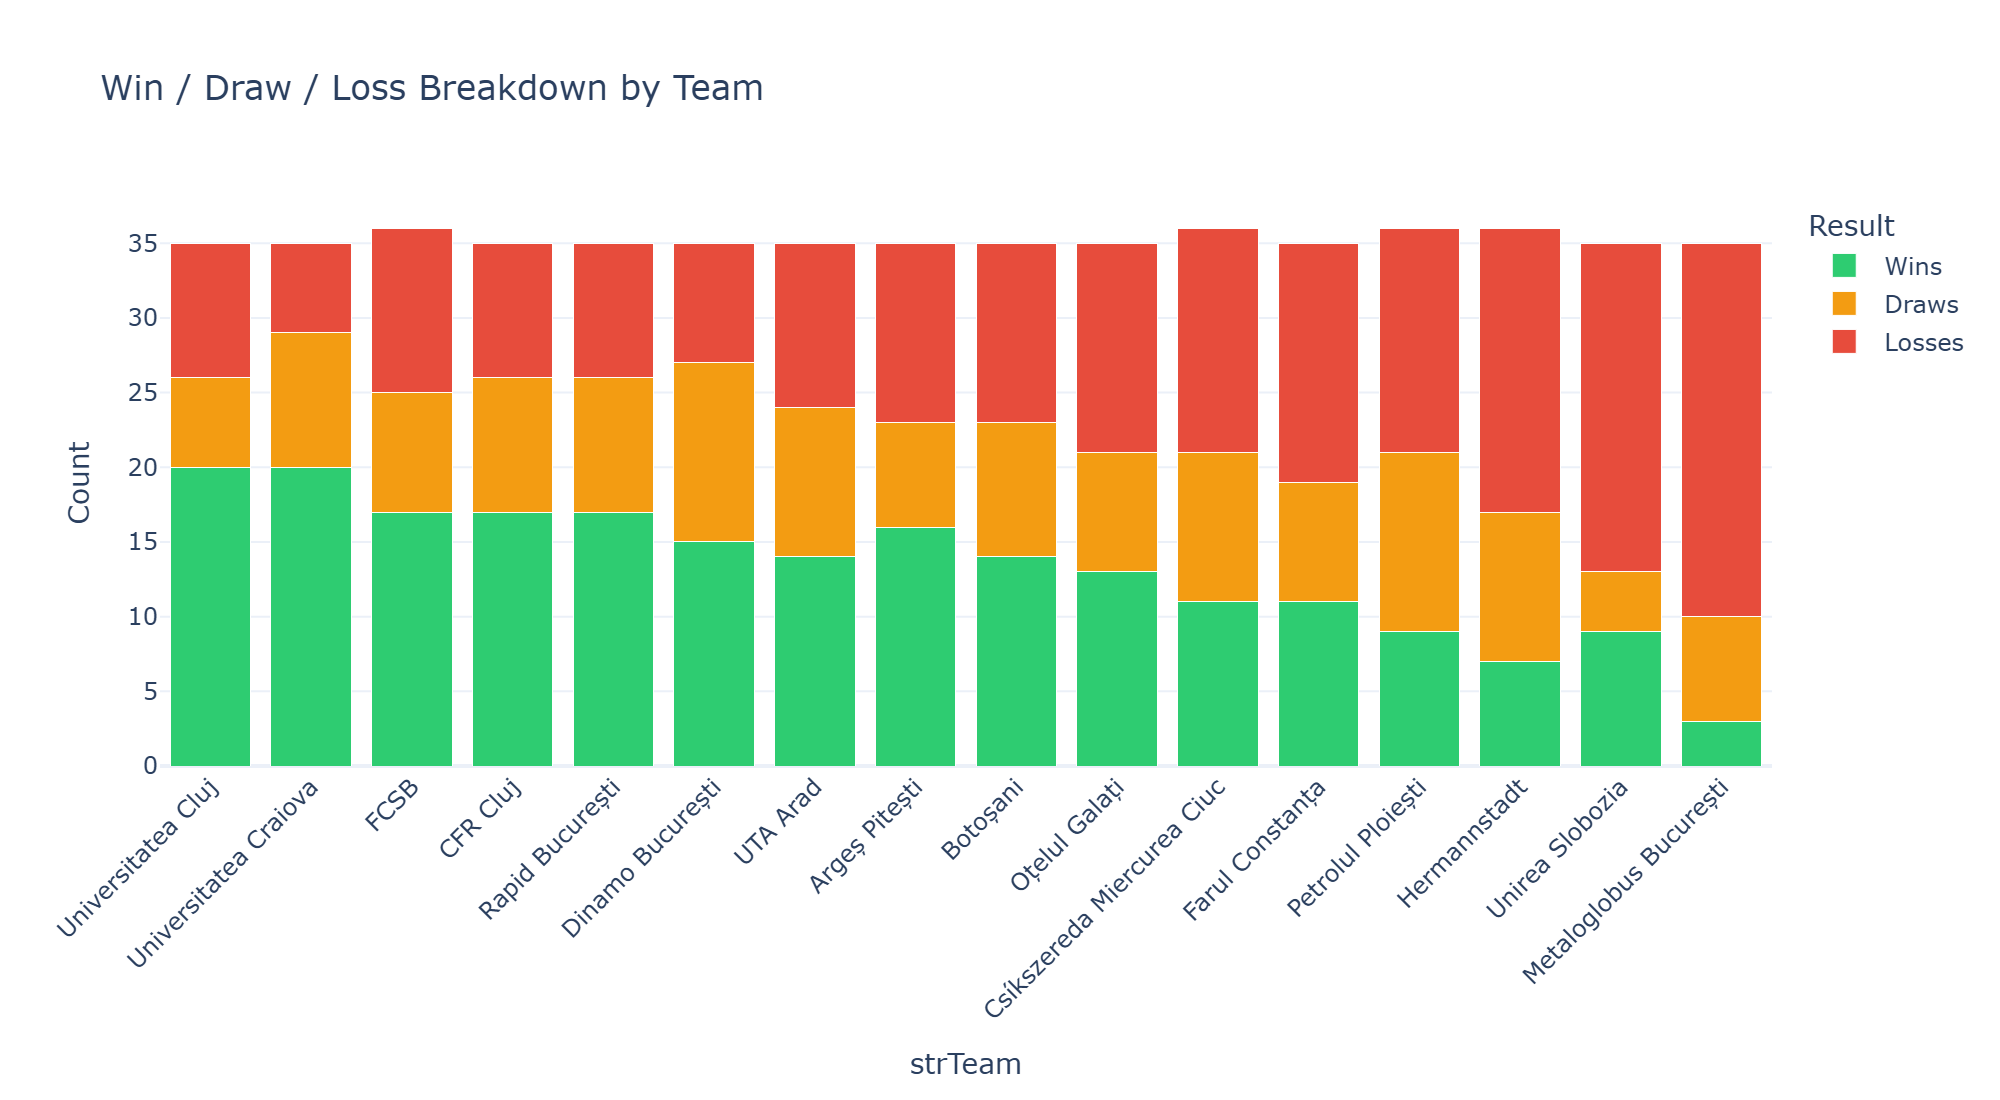 Win / Draw / Loss Breakdown by Team
Result
Wins
Draws
Losses
Count
35
30
25
20
15
10
5
0
Universitatea Cluj
Universitatea Craiova
FCSB
CFR Cluj
Rapid București
Dinamo București
UTA Arad
Argeș Pitești
Botoșani
Oțelul Galați
Csíkszereda Miercurea Ciuc
Farul Constanța
Petrolul Ploiești
Hermannstadt
Unirea Slobozia
Metaloglobus București
strTeam